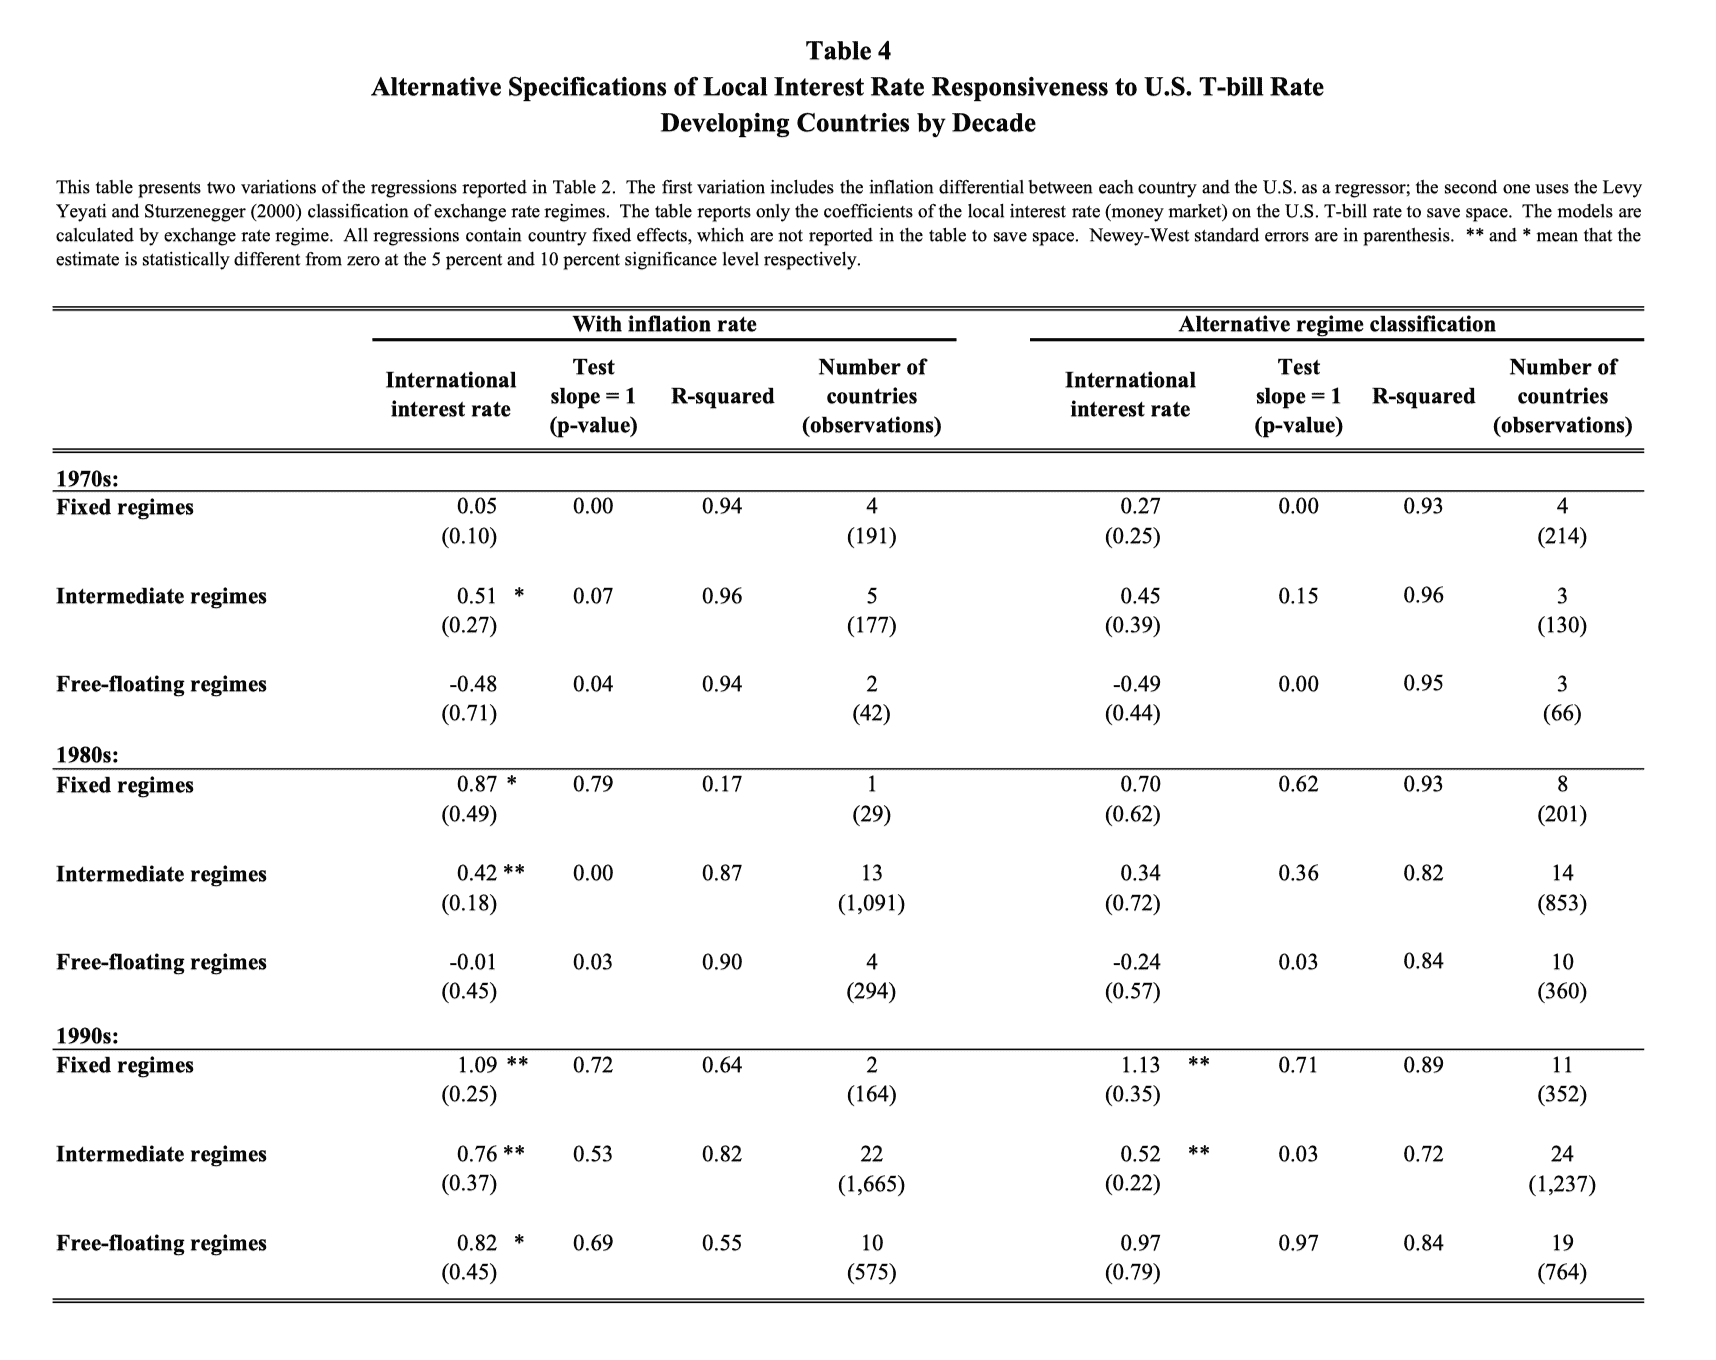 Table 4
Alternative Specifications of Local Interest Rate Responsiveness to U.S. T-bill Rate
Developing Countries by Decade
This table presents two variations of the regressions reported in Table 2. The first variation includes the inflation differential between each country and the U.S. as a regressor; the second one uses the Levy
Yeyati and Sturzenegger (2000) classification of exchange rate regimes. The table reports only the coefficients of the local interest rate (money market) on the U.S. T-bill rate to save space. The models are
calculated by exchange rate regime. All regressions contain country fixed effects, which are not reported in the table to save space. Newey-West standard errors are in parenthesis. ** and * mean that the
estimate is statistically different from zero at the 5 percent and 10 percent significance level respectively.
With inflation rate Alternative regime classification
Test Number of Test Number of
International slope = 1 R-squared countries International slope = 1 R-squared countries
interest rate (p-value) (observations) interest rate (p-value) (observations)
1970s:
Fixed regimes 0.05 0.00 0.94 4 0.27 0.00 0.93 4
(0.10) (191) (0.25) (214)
Intermediate regimes 0.51 * 0.07 0.96 5 0.45 0.15 0.96 3
(0.27) (177) (0.39) (130)
Free-floating regimes -0.48 0.04 0.94 2 -0.49 0.00 0.95 3
(0.71) (42) (0.44) (66)
1980s:
Fixed regimes 0.87 * 0.79 0.17 1 0.70 0.62 0.93 8
(0.49) (29) (0.62) (201)
Intermediate regimes 0.42 ** 0.00 0.87 13 0.34 0.36 0.82 14
(0.18) (1,091) (0.72) (853)
Free-floating regimes -0.01 0.03 0.90 4 -0.24 0.03 0.84 10
(0.45) (294) (0.57) (360)
1990s:
Fixed regimes 1.09 ** 0.72 0.64 2 1.13 ** 0.71 0.89 11
(0.25) (164) (0.35) (352)
Intermediate regimes 0.76 ** 0.53 0.82 22 0.52 ** 0.03 0.72 24
(0.37) (1,665) (0.22) (1,237)
Free-floating regimes 0.82 * 0.69 0.55 10 0.97 0.97 0.84 19
(0.45) (575) (0.79) (764)